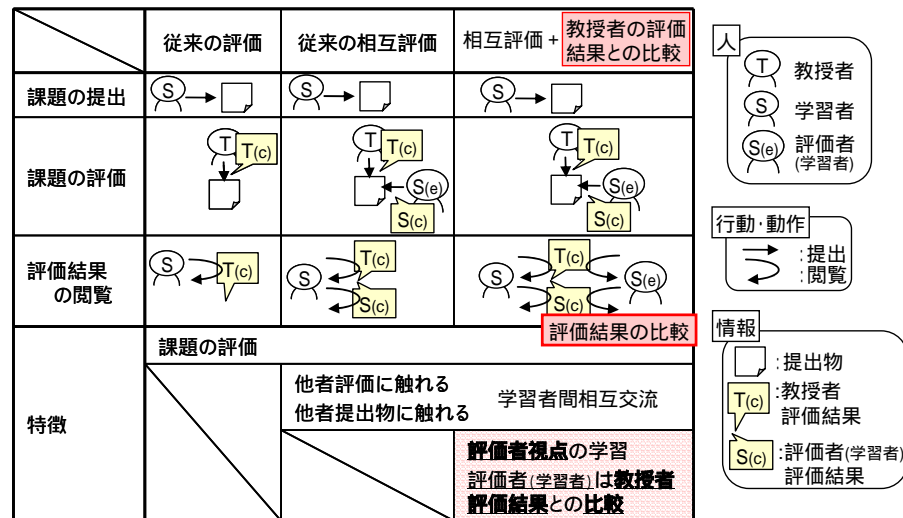 従来の評価
従来の相互評価
相互評価 + 教授者の評価
結果との比較
課題の提出
S
S
S
課題の評価
T
T(c)
T
T(c)
S(e)
S(c)
T
T(c)
S(e)
S(c)
評価結果
の閲覧
S
T(c)
S
T(c)
S(c)
S
T(c)
S(c)
S(e)
評価結果の比較
特徴
課題の評価
他者評価に触れる
他者提出物に触れる
学習者間相互交流
評価者視点の学習
評価者(学習者)は教授者
評価結果との比較
人
T 教授者
S 学習者
S(e) 評価者
(学習者)
行動・動作
:提出
:閲覧
情報
:提出物
T(c) :教授者
評価結果
S(c) :評価者(学習者)
評価結果